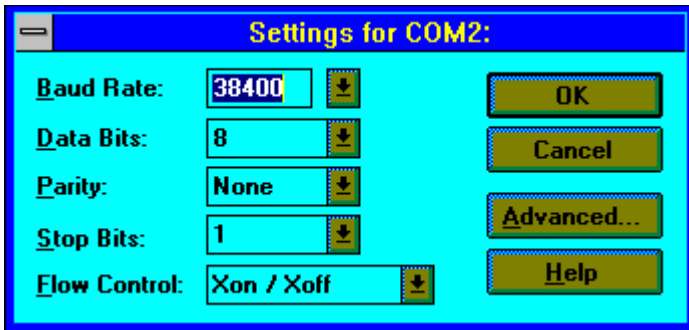 Settings for COM2:
Baud Rate: 38400 OK
Data Bits: 8 Cancel
Parity: None
Advanced...
Stop Bits: 1
Flow Control: Xon / Xoff Help